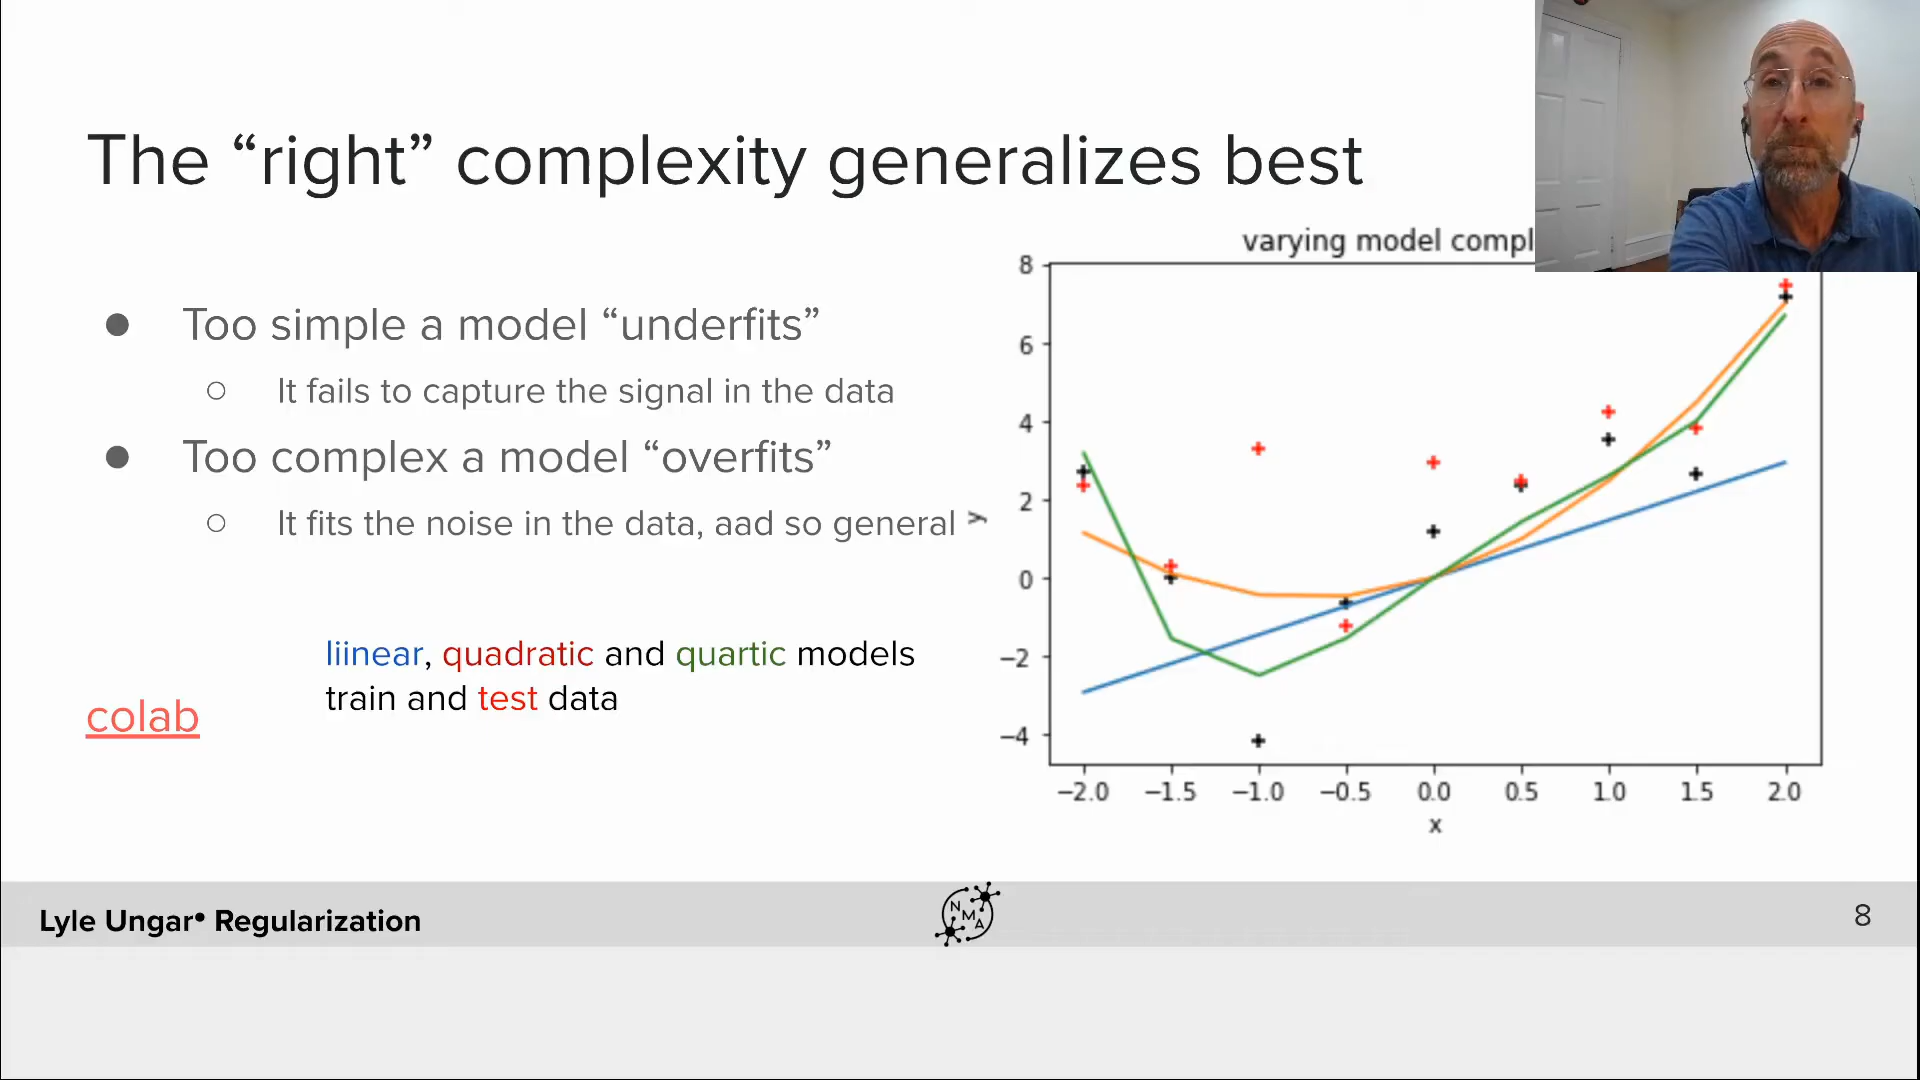 The “right” complexity generalizes best
● Too simple a model “underfits”
○ It fails to capture the signal in the data
● Too complex a model “overfits”
○ It fits the noise in the data, aad so general
liinear, quadratic and quartic models
train and test data
colab
varying model compl
8
6
4
2
0
−2
−4
y
−2.0 −1.5 −1.0 −0.5 0.0 0.5 1.0 1.5 2.0
x
Lyle Ungar• Regularization
NMA
8